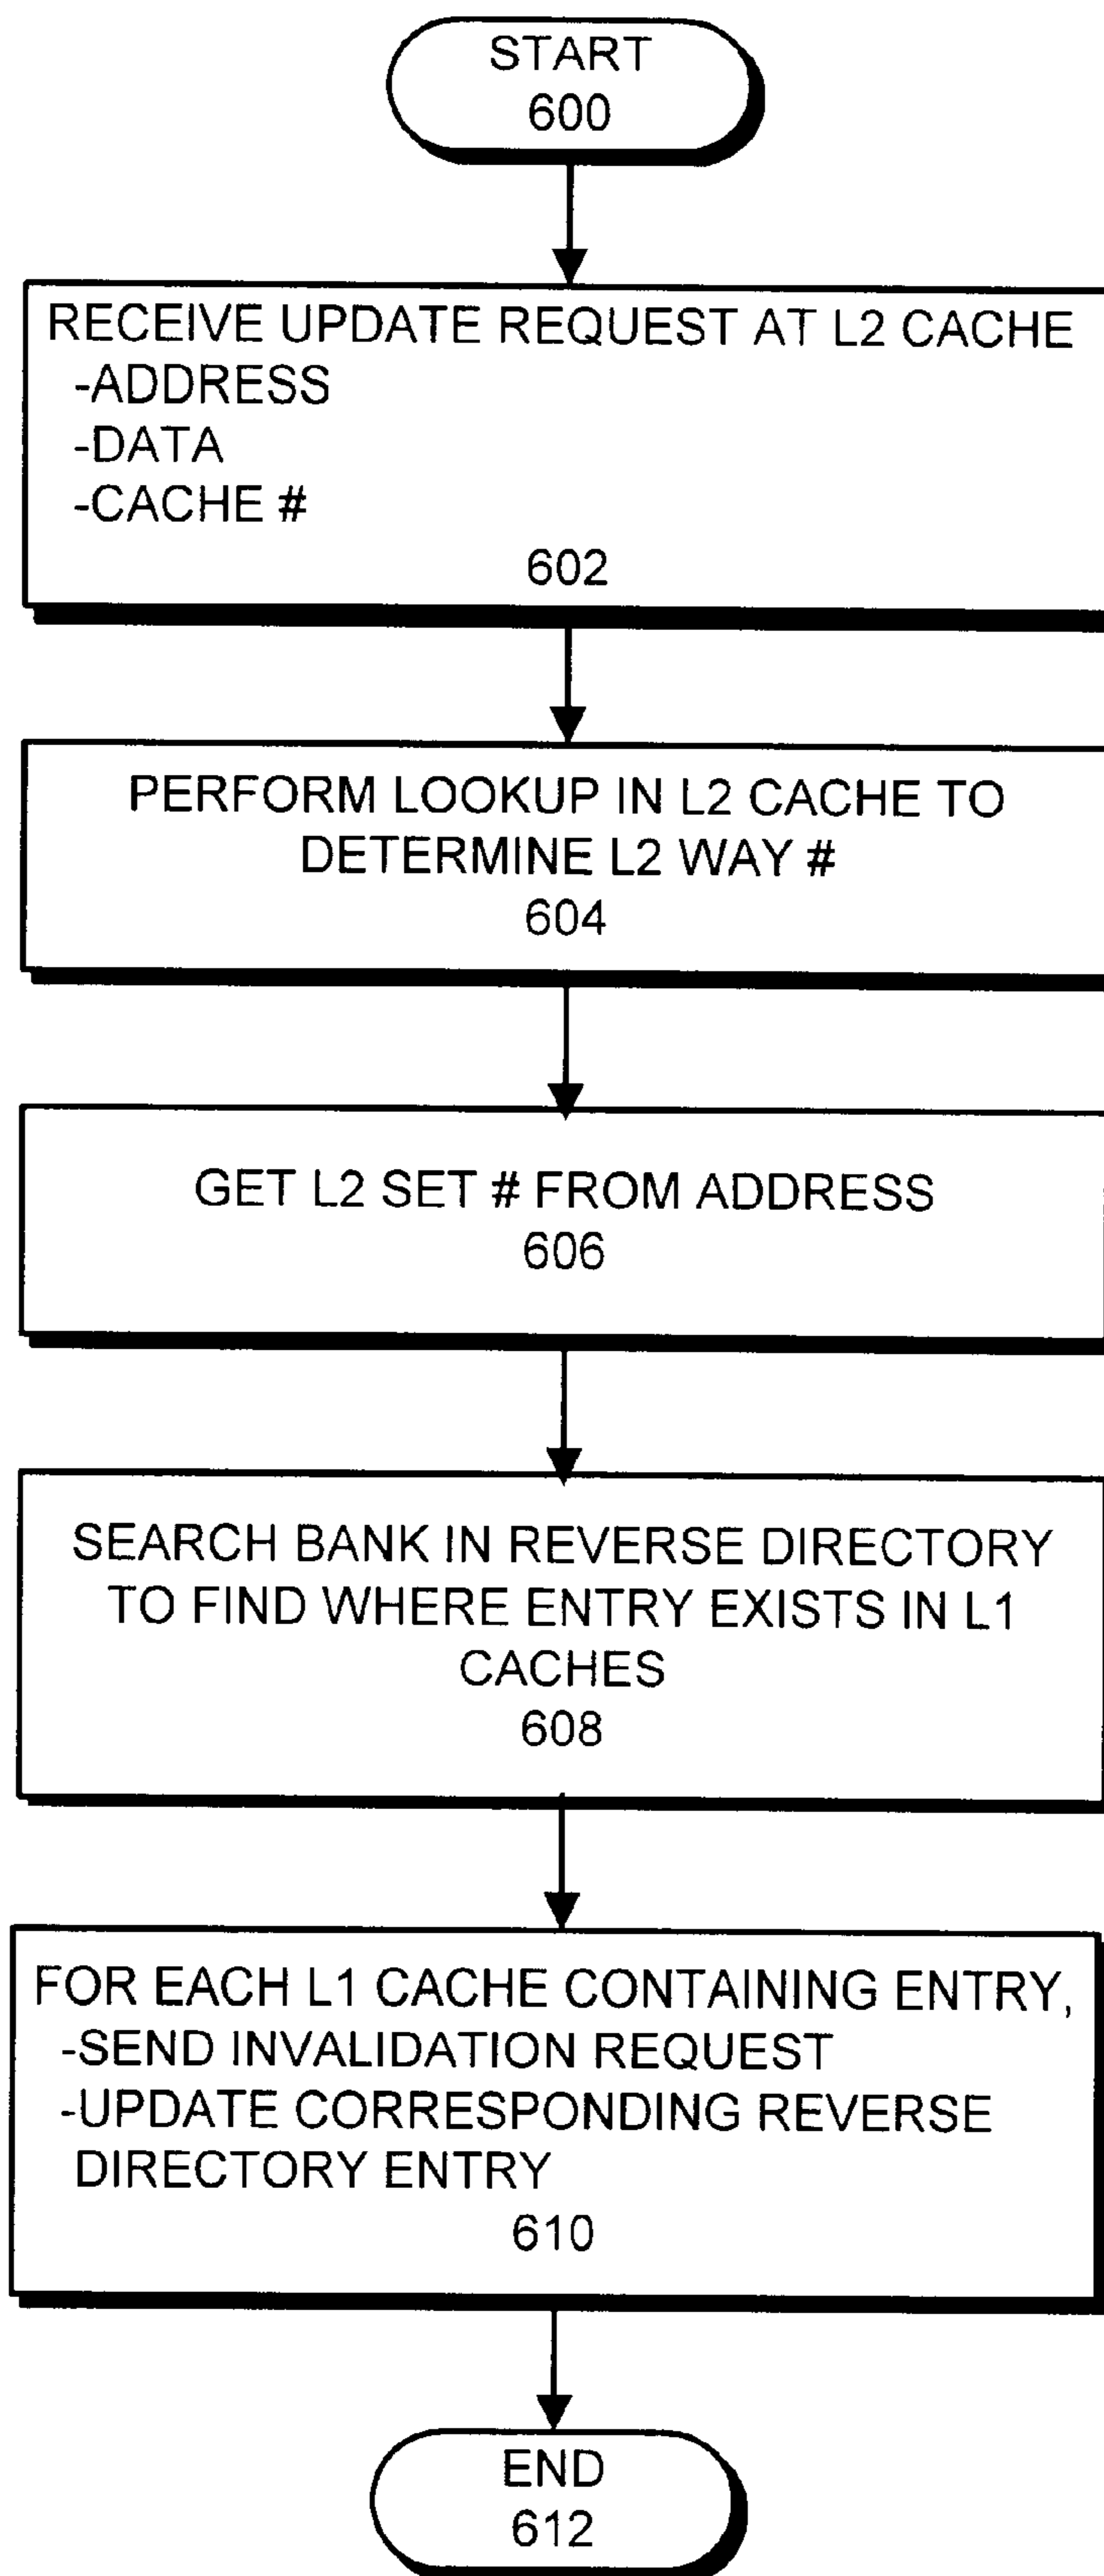 START
600
RECEIVE UPDATE REQUEST AT L2 CACHE
-ADDRESS
-DATA
-CACHE #
602
PERFORM LOOKUP IN L2 CACHE TO
DETERMINE L2 WAY #
604
GET L2 SET # FROM ADDRESS
606
SEARCH BANK IN REVERSE DIRECTORY
TO FIND WHERE ENTRY EXISTS IN L1
CACHES
608
FOR EACH L1 CACHE CONTAINING ENTRY,
-SEND INVALIDATION REQUEST
-UPDATE CORRESPONDING REVERSE
DIRECTORY ENTRY
610
END
612